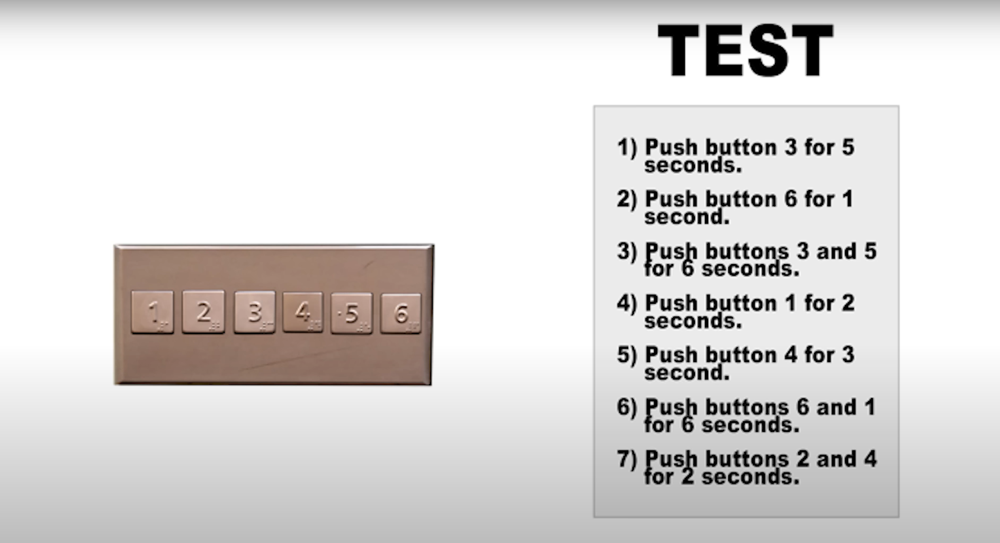 TEST
1) Push button 3 for 5
seconds.
2) Push button 6 for 1
second.
3) Push buttons 3 and 5
for 6 seconds.
4) Push button 1 for 2
seconds.
5) Push button 4 for 3
second.
6) Push buttons 6 and 1
for 6 seconds.
7) Push buttons 2 and 4
for 2 seconds.
1 2 3 4 5 6